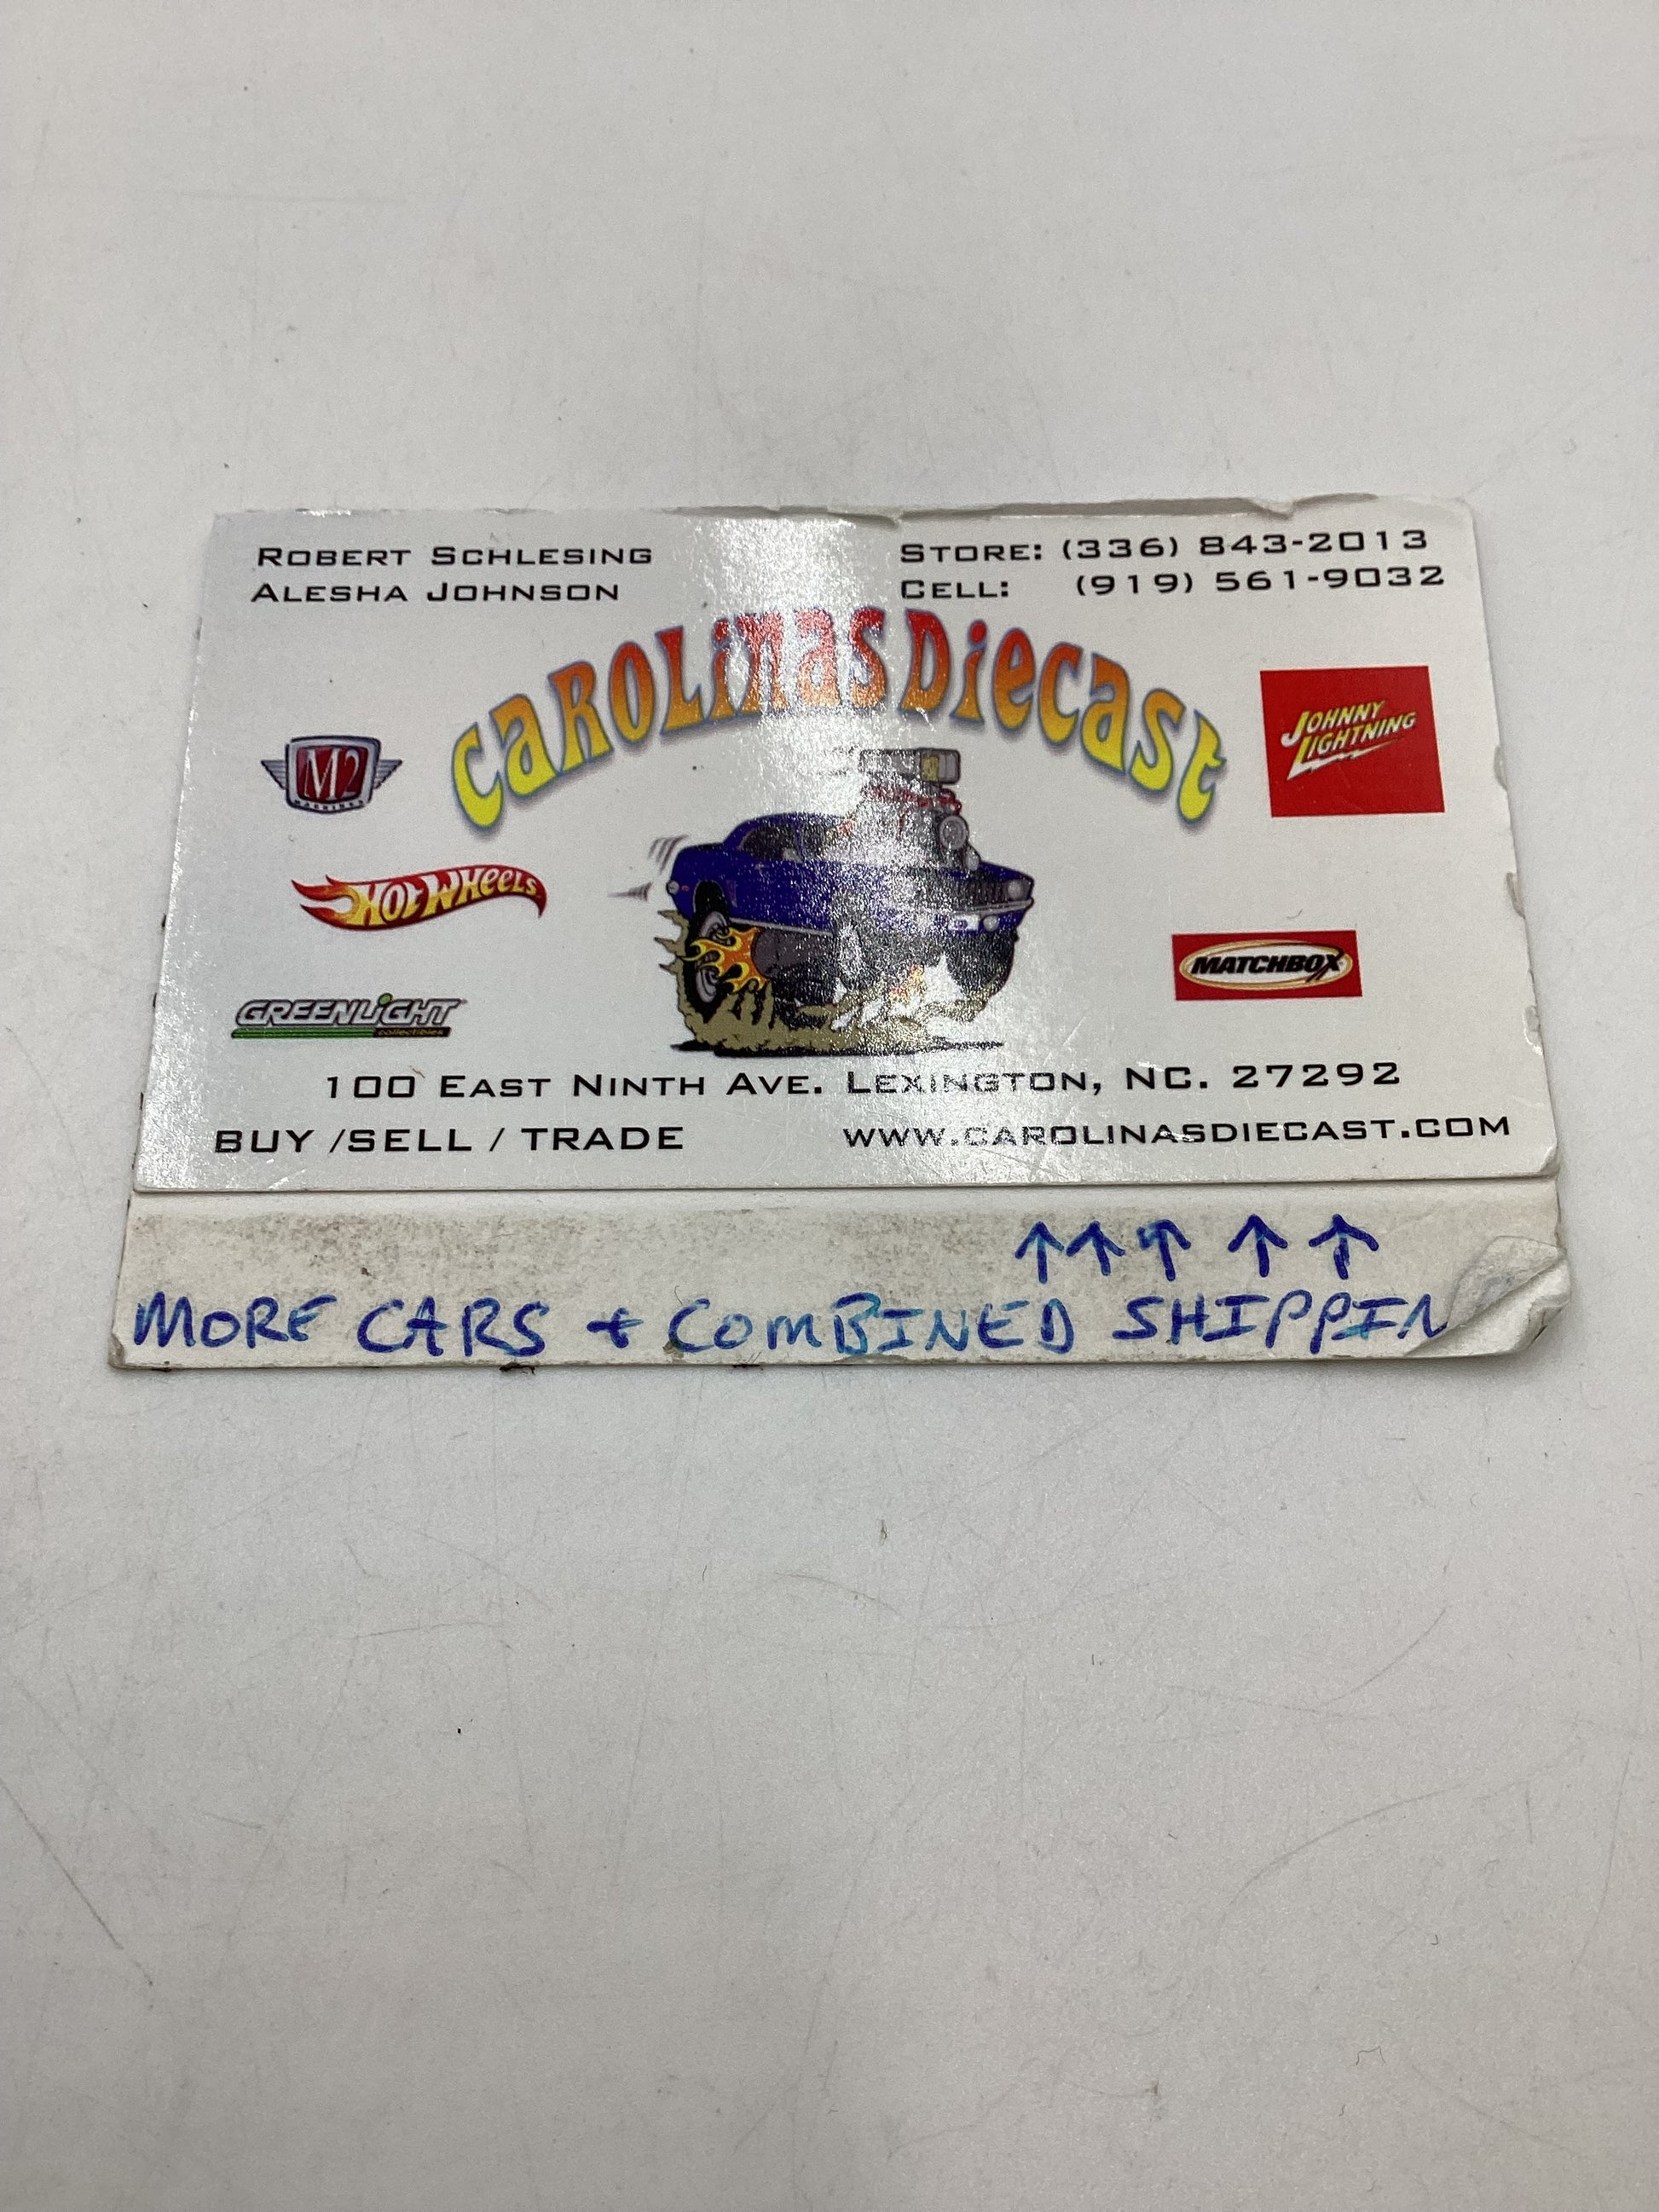 ROBERT SCHLESING
ALESHA JOHNSON
STORE: (336) 843-2013
CELL: (919) 561-9032
CAROLINAS DIECAST
M2
MACHINES
JOHNNY
LIGHTNING
HOT WHEELS
MATCHBOX
GREENLIGHT
collectibles
100 EAST NINTH AVE. LEXINGTON, NC. 27292
BUY /SELL / TRADE
WWW.CAROLINASDIECAST.COM
↑↑↑↑↑
MORE CARS + COMBINED SHIPPIN